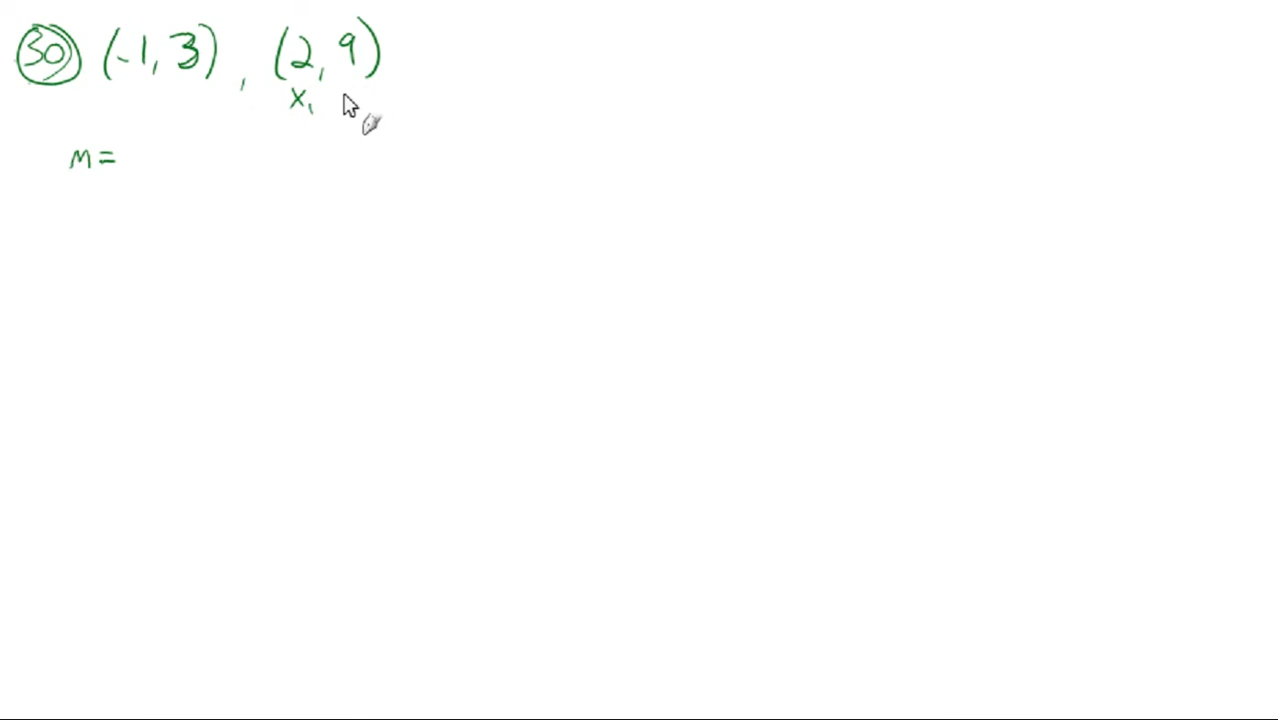 30 (-1, 3), (2, 9)
x₁
m =